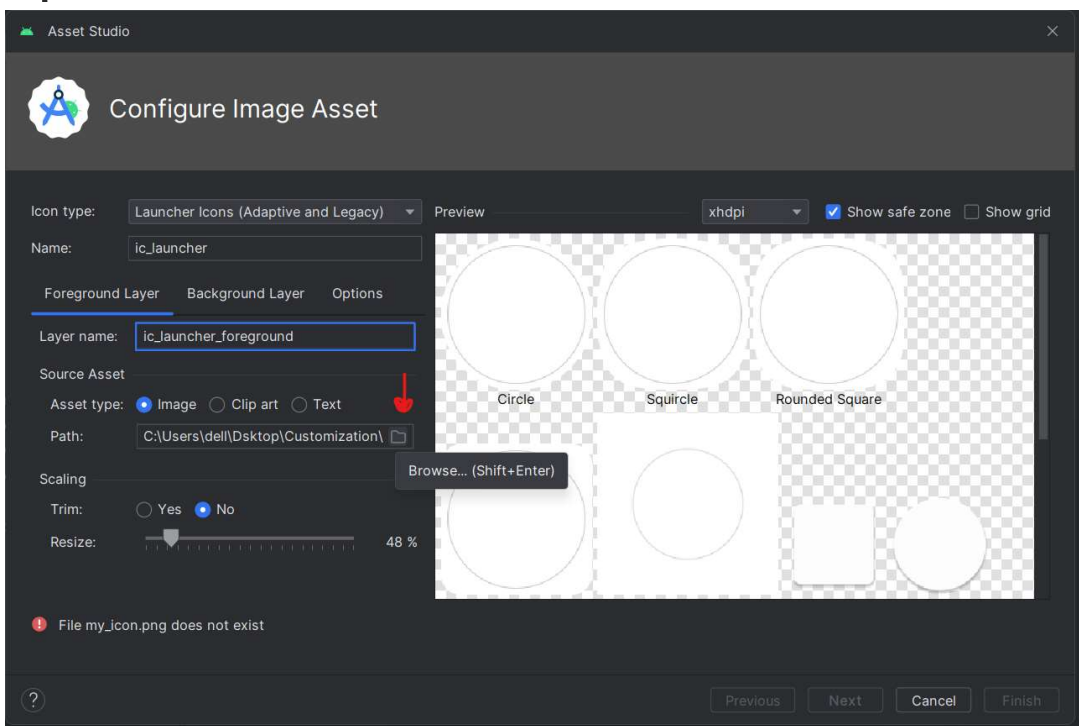 Asset Studio
Configure Image Asset
Icon type: Launcher Icons (Adaptive and Legacy)
Preview xhdpi Show safe zone Show grid
Name: ic_launcher
Foreground Layer Background Layer Options
Layer name: ic_launcher_foreground
Source Asset
Asset type: Image Clip art Text
Circle Squircle Rounded Square
Path: C:\Users\dell\Dsktop\Customization\
Browse... (Shift+Enter)
Scaling
Trim: Yes No
Resize: 48 %
File my_icon.png does not exist
? Previous Next Cancel Finish